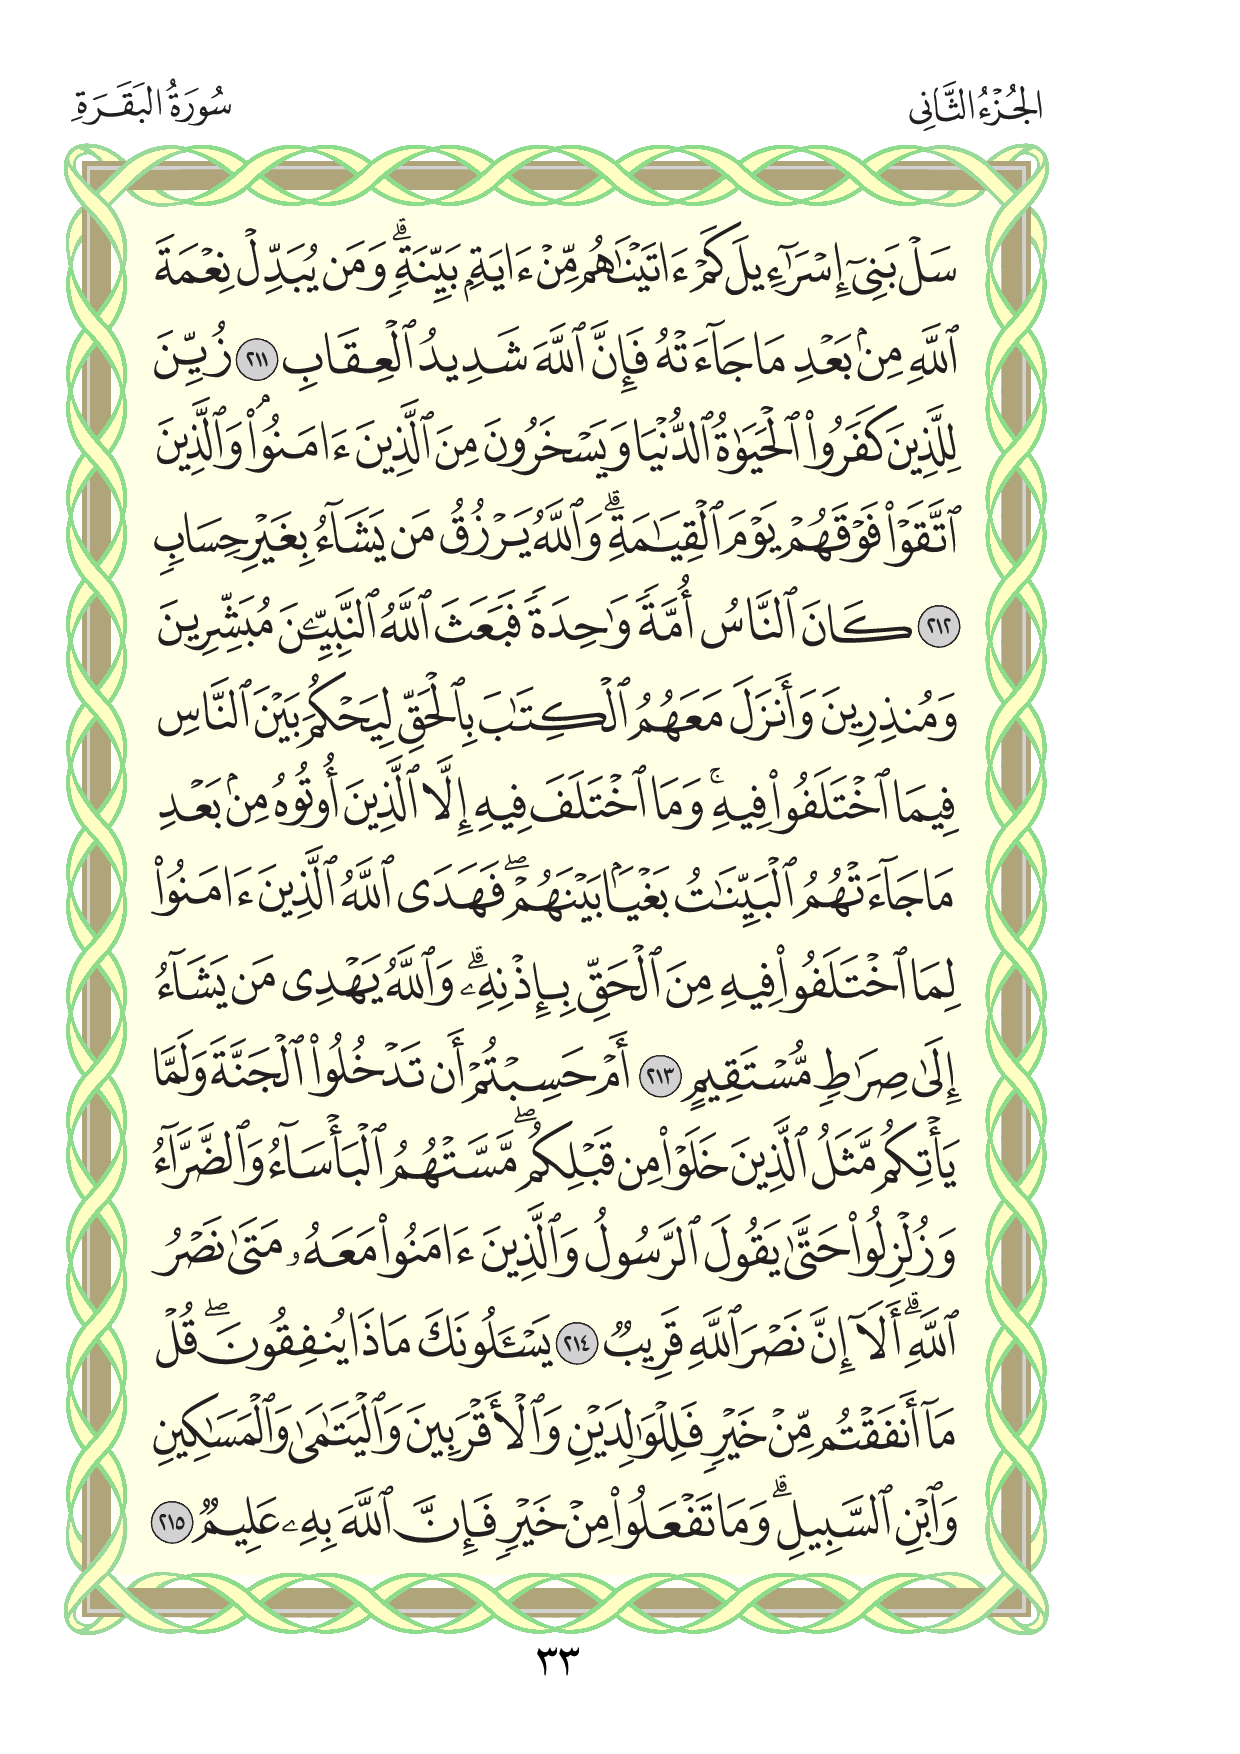 الجُزْءُ الثَّانِي
سُورَةُ البَقَرَةِ
سَلۡ بَنِيٓ إِسۡرَٰٓءِيلَ كَمۡ ءَاتَيۡنَٰهُم مِّنۡ ءَايَةِۭ بَيِّنَةٖۗ وَمَن يُبَدِّلۡ نِعۡمَةَ
ٱللَّهِ مِنۢ بَعۡدِ مَا جَآءَتۡهُ فَإِنَّ ٱللَّهَ شَدِيدُ ٱلۡعِقَابِ ٢١١ زُيِّنَ
لِلَّذِينَ كَفَرُواْ ٱلۡحَيَوٰةُ ٱلدُّنۡيَا وَيَسۡخَرُونَ مِنَ ٱلَّذِينَ ءَامَنُواْۘ وَٱلَّذِينَ
ٱتَّقَوۡاْ فَوۡقَهُمۡ يَوۡمَ ٱلۡقِيَٰمَةِۗ وَٱللَّهُ يَرۡزُقُ مَن يَشَآءُ بِغَيۡرِ حِسَابٖ
٢١٢ كَانَ ٱلنَّاسُ أُمَّةٗ وَٰحِدَةٗ فَبَعَثَ ٱللَّهُ ٱلنَّبِيِّـۧنَ مُبَشِّرِينَ
وَمُنذِرِينَ وَأَنزَلَ مَعَهُمُ ٱلۡكِتَٰبَ بِٱلۡحَقِّ لِيَحۡكُمَ بَيۡنَ ٱلنَّاسِ
فِيمَا ٱخۡتَلَفُواْ فِيهِۚ وَمَا ٱخۡتَلَفَ فِيهِ إِلَّا ٱلَّذِينَ أُوتُوهُ مِنۢ بَعۡدِ
مَا جَآءَتۡهُمُ ٱلۡبَيِّنَٰتُ بَغۡيَۢا بَيۡنَهُمۡۖ فَهَدَى ٱللَّهُ ٱلَّذِينَ ءَامَنُواْ
لِمَا ٱخۡتَلَفُواْ فِيهِ مِنَ ٱلۡحَقِّ بِإِذۡنِهِۦۗ وَٱللَّهُ يَهۡدِي مَن يَشَآءُ
إِلَىٰ صِرَٰطٖ مُّسۡتَقِيمٍ ٢١٣ أَمۡ حَسِبۡتُمۡ أَن تَدۡخُلُواْ ٱلۡجَنَّةَ وَلَمَّا
يَأۡتِكُم مَّثَلُ ٱلَّذِينَ خَلَوۡاْ مِن قَبۡلِكُمۖ مَّسَّتۡهُمُ ٱلۡبَأۡسَآءُ وَٱلضَّرَّآءُ
وَزُلۡزِلُواْ حَتَّىٰ يَقُولَ ٱلرَّسُولُ وَٱلَّذِينَ ءَامَنُواْ مَعَهُۥ مَتَىٰ نَصۡرُ
ٱللَّهِۗ أَلَآ إِنَّ نَصۡرَ ٱللَّهِ قَرِيبٞ ٢١٤ يَسۡـَٔلُونَكَ مَاذَا يُنفِقُونَۖ قُلۡ
مَآ أَنفَقۡتُم مِّنۡ خَيۡرٖ فَلِلۡوَٰلِدَيۡنِ وَٱلۡأَقۡرَبِينَ وَٱلۡيَتَٰمَىٰ وَٱلۡمَسَٰكِينِ
وَٱبۡنِ ٱلسَّبِيلِۗ وَمَا تَفۡعَلُواْ مِنۡ خَيۡرٖ فَإِنَّ ٱللَّهَ بِهِۦ عَلِيمٞ ٢١٥
٣٣